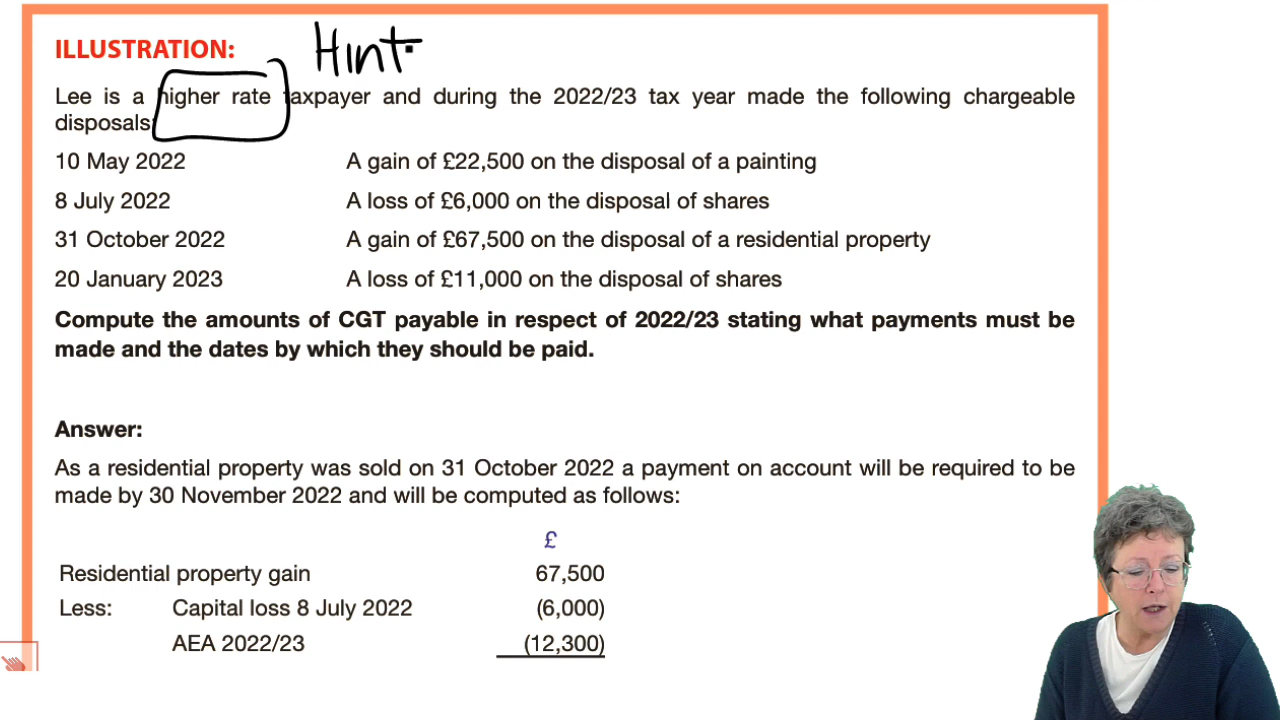 ILLUSTRATION:
Hint
Lee is a higher rate taxpayer and during the 2022/23 tax year made the following chargeable
disposals:
10 May 2022 A gain of £22,500 on the disposal of a painting
8 July 2022 A loss of £6,000 on the disposal of shares
31 October 2022 A gain of £67,500 on the disposal of a residential property
20 January 2023 A loss of £11,000 on the disposal of shares
Compute the amounts of CGT payable in respect of 2022/23 stating what payments must be
made and the dates by which they should be paid.
Answer:
As a residential property was sold on 31 October 2022 a payment on account will be required to be
made by 30 November 2022 and will be computed as follows:
£
Residential property gain 67,500
Less: Capital loss 8 July 2022 (6,000)
AEA 2022/23 (12,300)